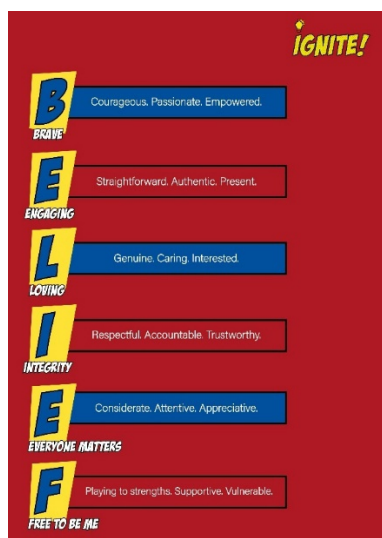 IGNITE!
B
Courageous. Passionate. Empowered.
BRAVE
E
Straightforward. Authentic. Present.
ENGAGING
L
Genuine. Caring. Interested.
LOVING
I
Respectful. Accountable. Trustworthy.
INTEGRITY
E
Considerate. Attentive. Appreciative.
EVERYONE MATTERS
F
Playing to strengths. Supportive. Vulnerable.
FREE TO BE ME